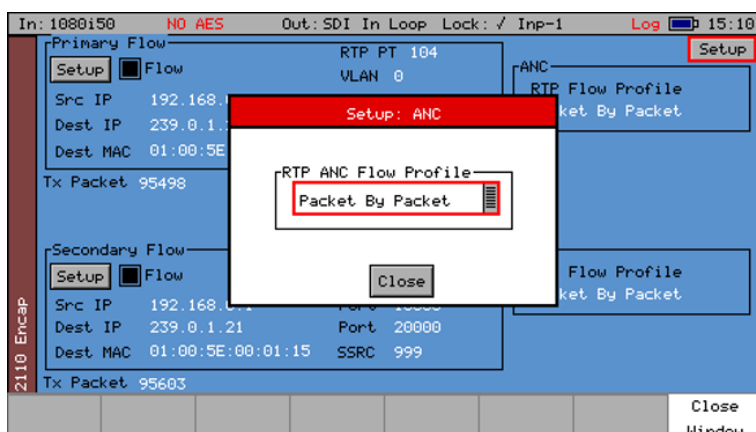 In: 1080i50 NO AES Out: SDI In Loop Lock: √ Inp-1 Log 15:10
Primary Flow
Setup Flow
RTP PT 104
VLAN 0
Src IP 192.168.
Dest IP 239.0.1.
Dest MAC 01:00:5E
Tx Packet 95498
Setup
ANC
RTP Flow Profile
ket By Packet
Setup: ANC
RTP ANC Flow Profile
Packet By Packet
Close
Secondary Flow
Setup Flow
Src IP 192.168.
Dest IP 239.0.1.21 Port 20000
Dest MAC 01:00:5E:00:01:15 SSRC 999
Tx Packet 95603
Flow Profile
ket By Packet
2110 Encap
Close
Window